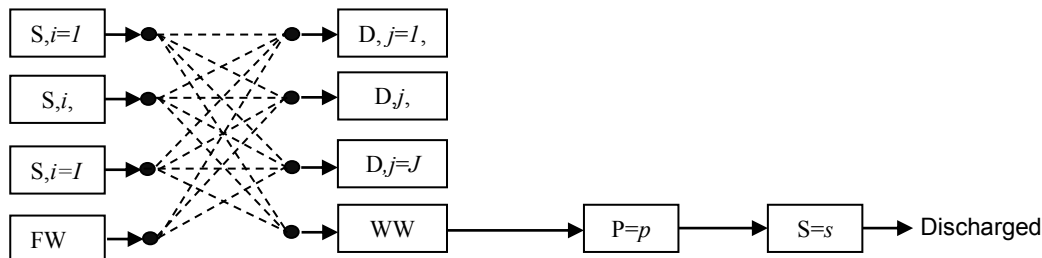 S,i=1
D, j=1,
S,i,
D,j,
S,i=I
D,j=J
FW
WW
P=p
S=s
Discharged